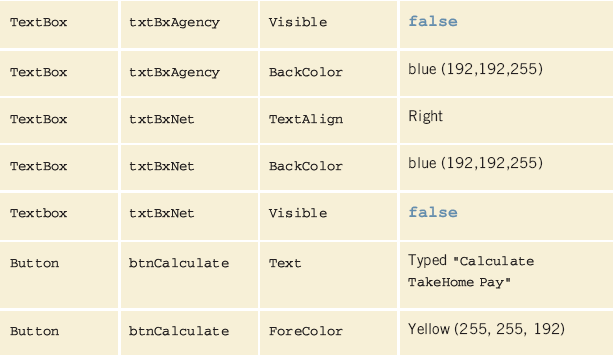 TextBox txtBxAgency Visible false
TextBox txtBxAgency BackColor blue (192,192,255)
TextBox txtBxNet TextAlign Right
TextBox txtBxNet BackColor blue (192,192,255)
Textbox txtBxNet Visible false
Button btnCalculate Text Typed "Calculate
TakeHome Pay"
Button btnCalculate ForeColor Yellow (255, 255, 192)